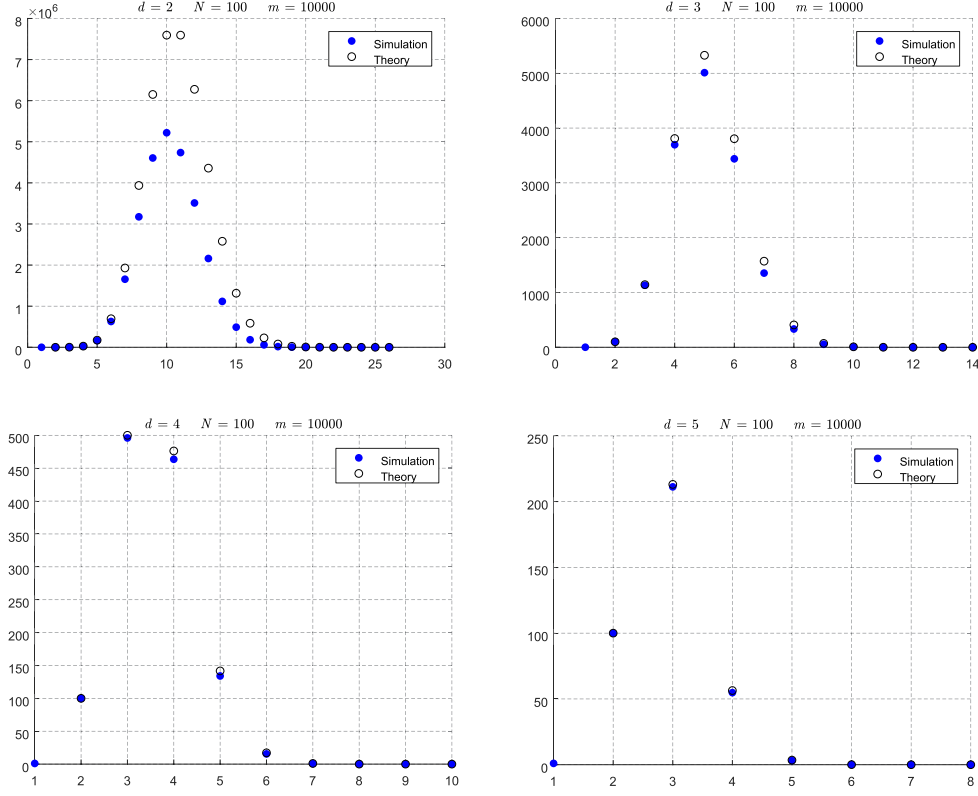 d = 2 N = 100 m = 10000
×10^6
8
7
6
5
4
3
2
1
0
0 5 10 15 20 25 30
Simulation
Theory
d = 3 N = 100 m = 10000
6000
5000
4000
3000
2000
1000
0
0 2 4 6 8 10 12 14
Simulation
Theory
d = 4 N = 100 m = 10000
500
450
400
350
300
250
200
150
100
50
0
1 2 3 4 5 6 7 8 9 10
Simulation
Theory
d = 5 N = 100 m = 10000
250
200
150
100
50
0
1 2 3 4 5 6 7 8
Simulation
Theory